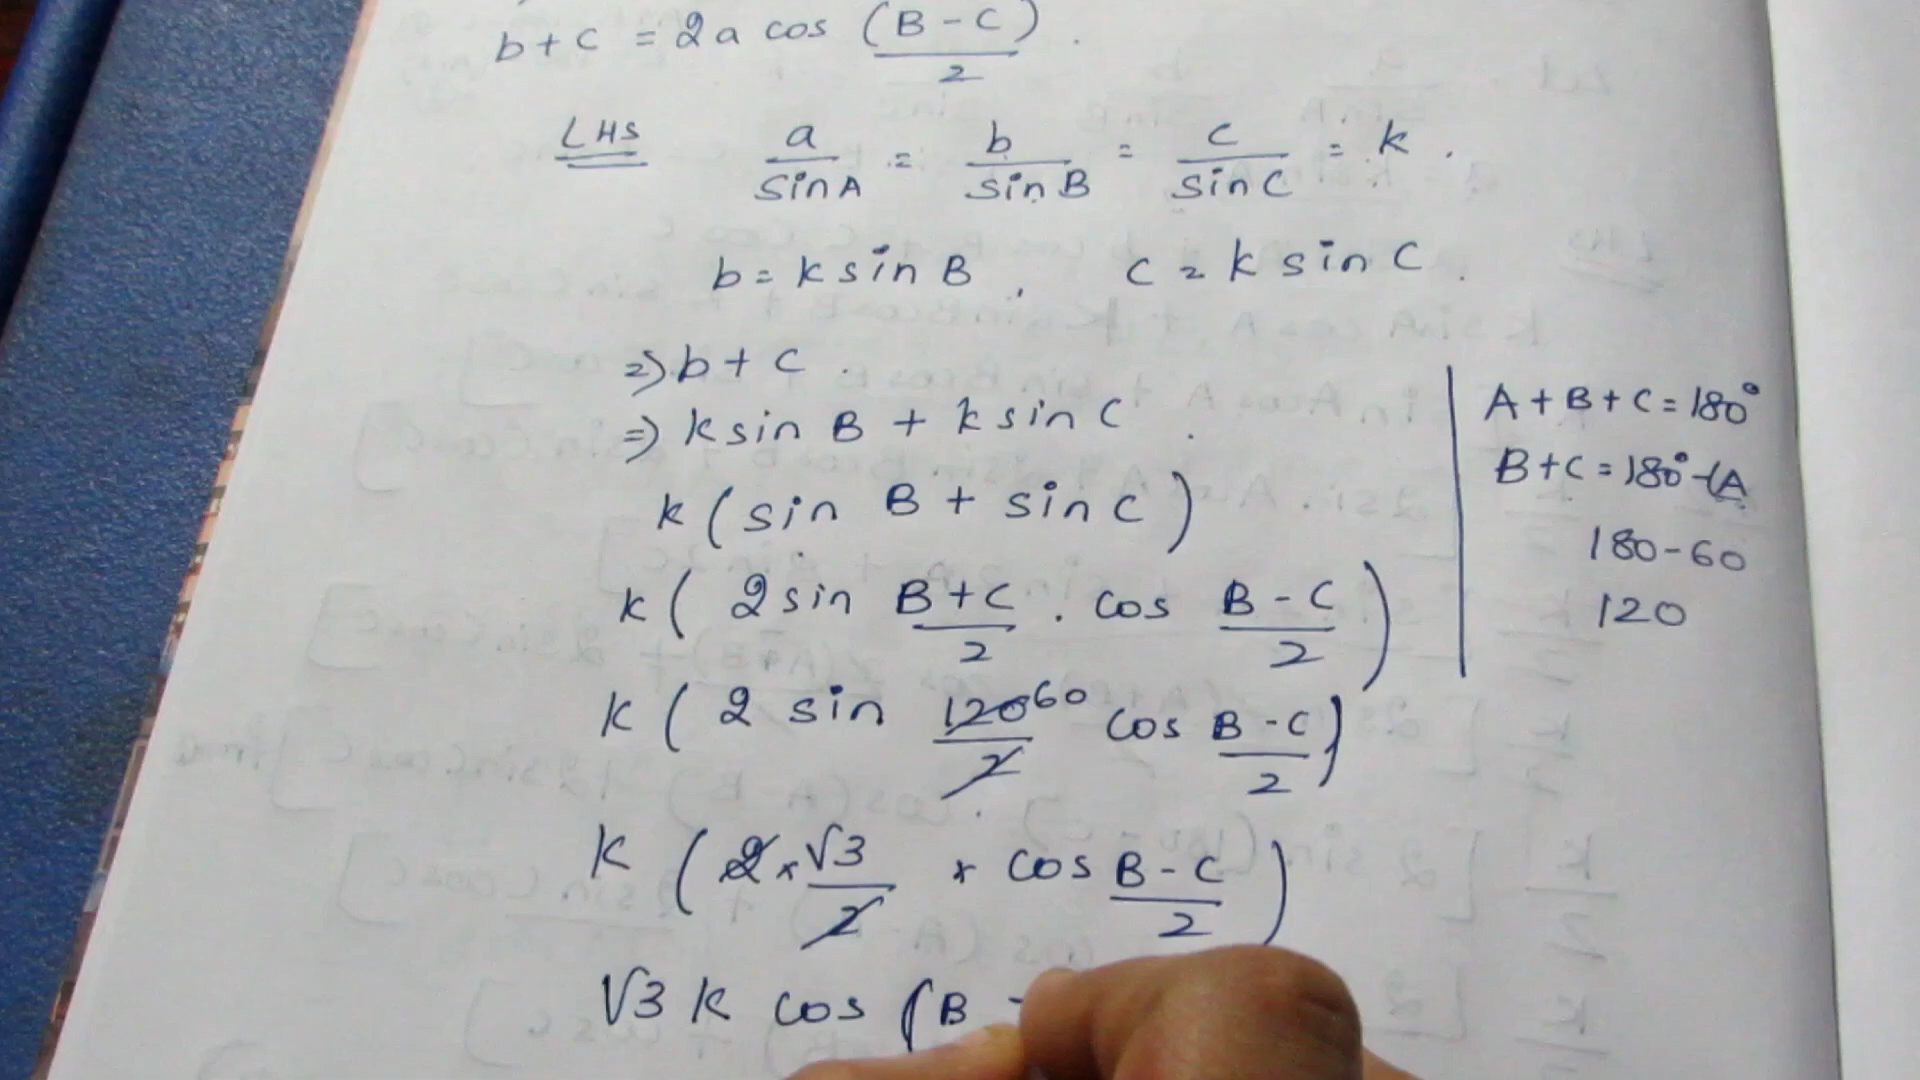 b + c = 2a cos (B - C)/2 .
LHS a/sin A = b/sin B = c/sin C = k .
b = k sin B , c = k sin C .
=> b + c .
=> k sin B + k sin C .
k ( sin B + sin C )
k ( 2 sin B+C/2 . cos B-C/2 )
k ( 2 sin 120/2 60 cos B-C/2 )
k ( 2 × √3/2 × cos B-C/2 )
√3 k cos ( B -
A + B + C = 180°
B + C = 180° - (A
180 - 60
120